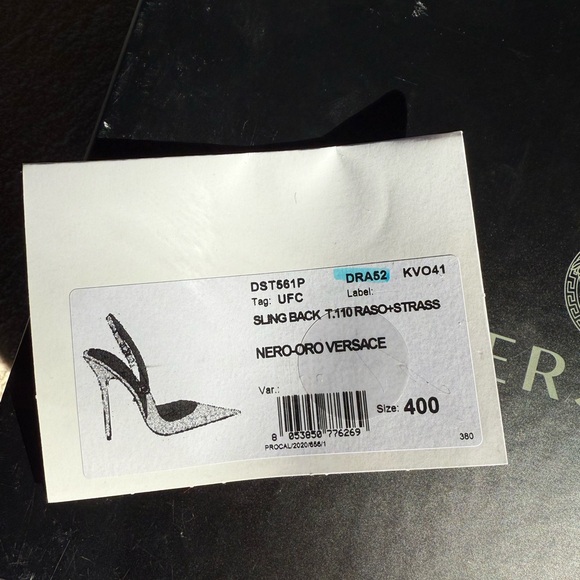 DST561P DRA52 KVO41
Tag: UFC Label:
SLING BACK T.110 RASO+STRASS
NERO-ORO VERSACE
Var.:
Size: 400
8 053850 776269
PROCAL/2020/656/1
380
ERS